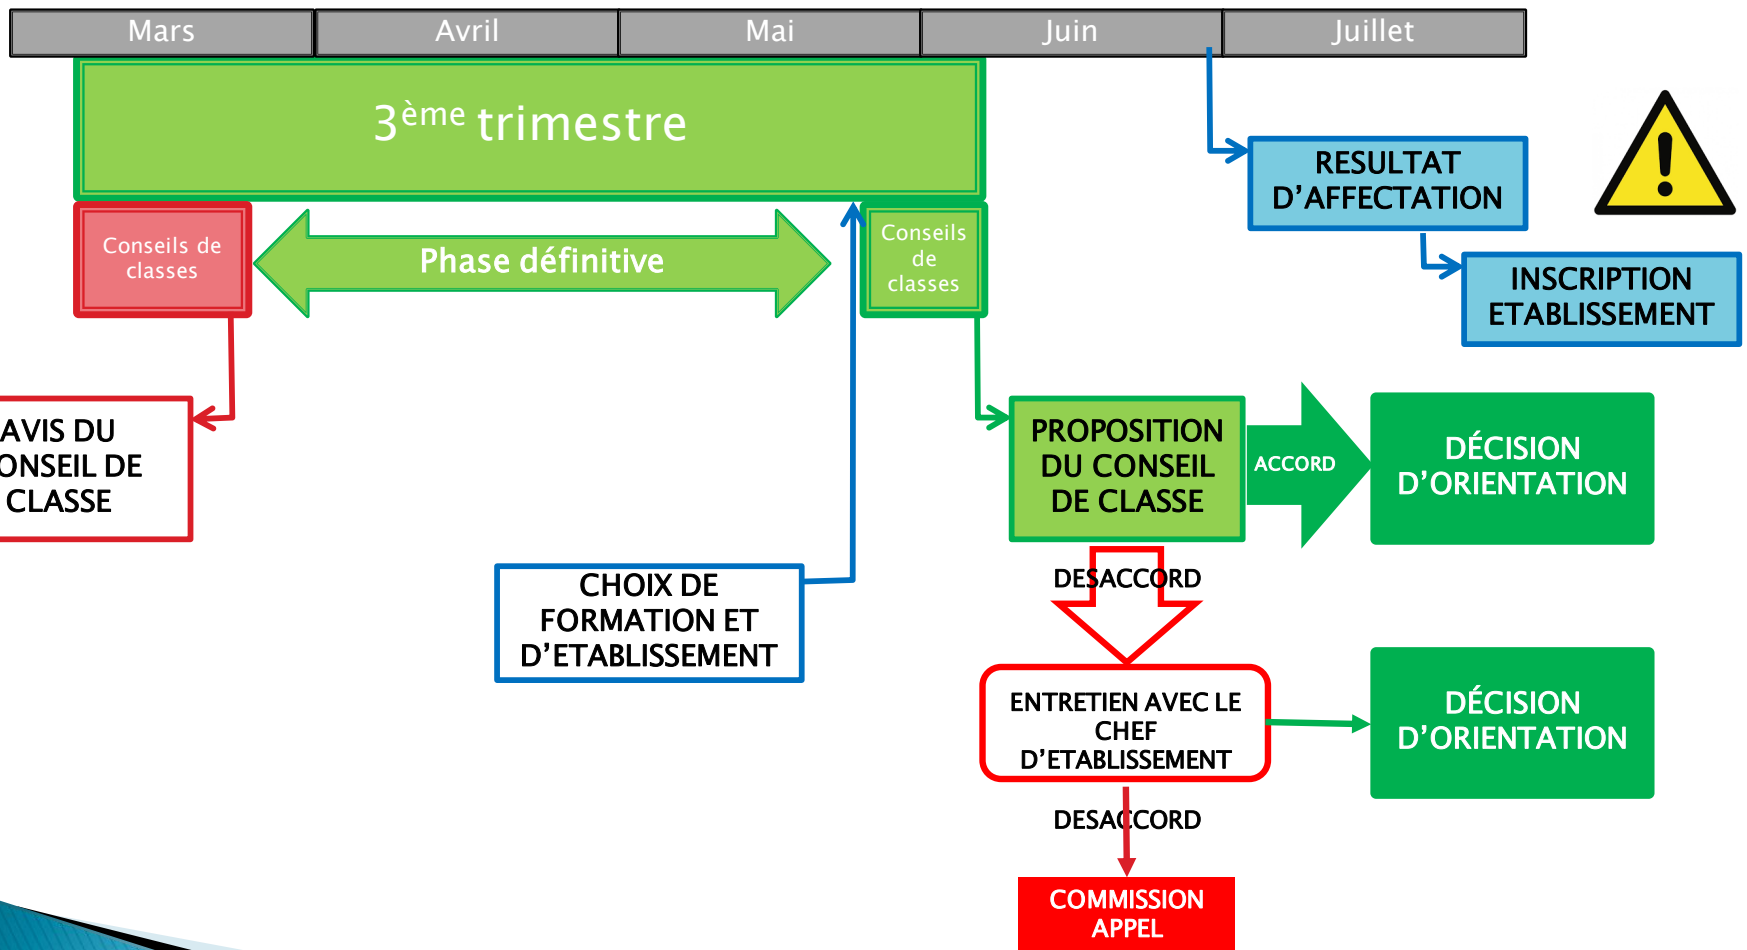 Mars
Avril
Mai
Juin
Juillet
3ème trimestre
RESULTAT
D’AFFECTATION
Conseils de
classes
Phase définitive
Conseils
de
classes
INSCRIPTION
ETABLISSEMENT
AVIS DU
ONSEIL DE
CLASSE
PROPOSITION
DU CONSEIL
DE CLASSE
ACCORD
DÉCISION
D’ORIENTATION
CHOIX DE
FORMATION ET
D’ETABLISSEMENT
DESACCORD
ENTRETIEN AVEC LE
CHEF
D’ETABLISSEMENT
DÉCISION
D’ORIENTATION
DESACCORD
COMMISSION
APPEL